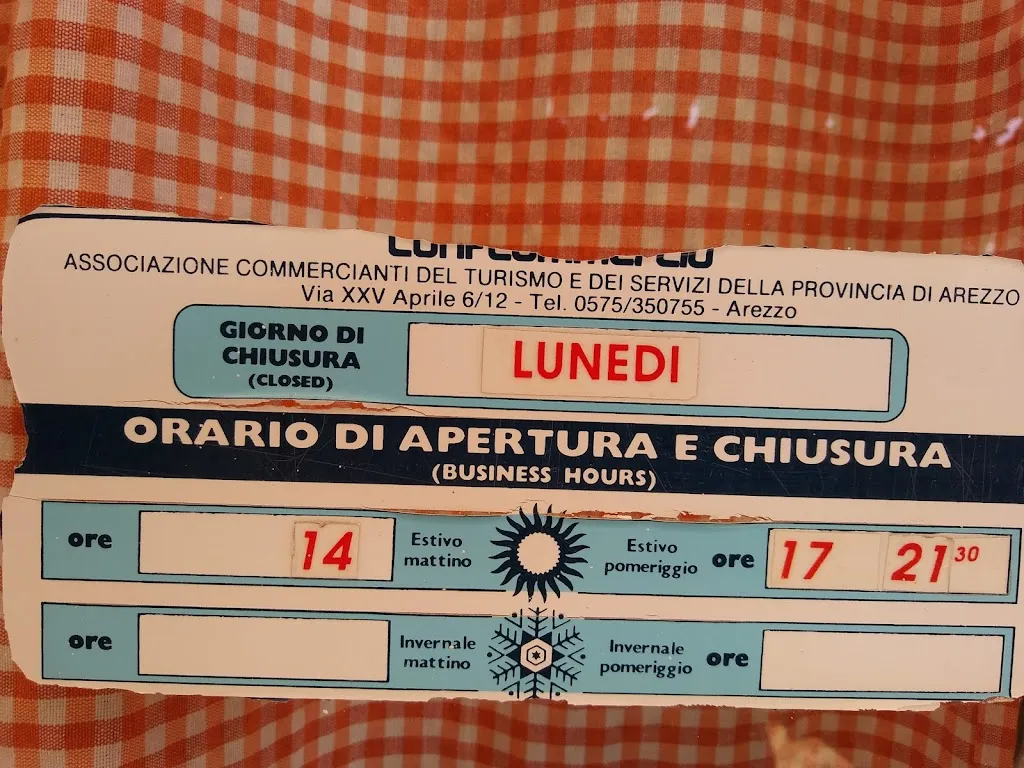 Confcommercio
ASSOCIAZIONE COMMERCIANTI DEL TURISMO E DEI SERVIZI DELLA PROVINCIA DI AREZZO
Via XXV Aprile 6/12 - Tel. 0575/350755 - Arezzo
GIORNO DI
CHIUSURA
(CLOSED)
LUNEDI
ORARIO DI APERTURA E CHIUSURA
(BUSINESS HOURS)
ore 14 Estivo mattino
Estivo pomeriggio ore 17 21 30
ore Invernale mattino
Invernale pomeriggio ore